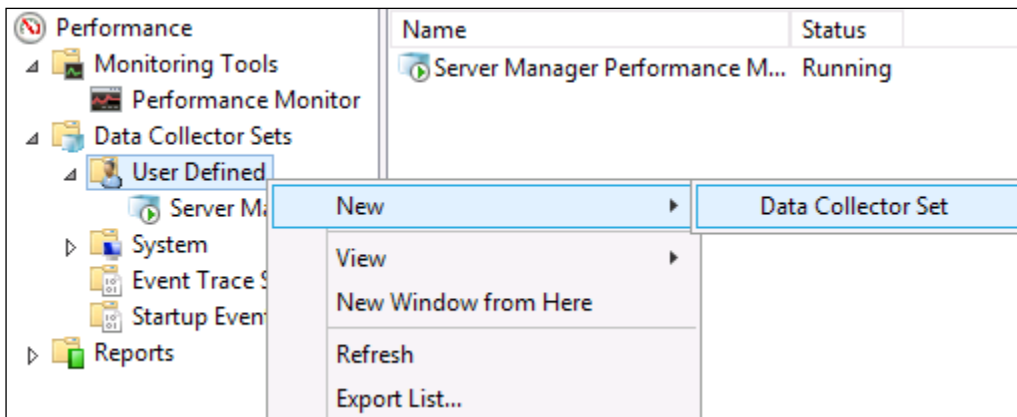 Performance
Monitoring Tools
Performance Monitor
Data Collector Sets
User Defined
Server Ma
System
Event Trace S
Startup Even
Reports
Name Status
Server Manager Performance M... Running
New
Data Collector Set
View
New Window from Here
Refresh
Export List...